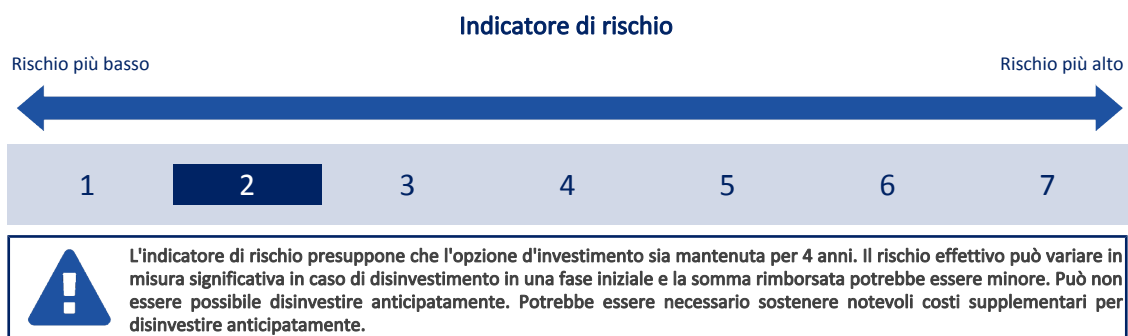 Indicatore di rischio
Rischio più basso Rischio più alto
1 2 3 4 5 6 7
L'indicatore di rischio presuppone che l'opzione d'investimento sia mantenuta per 4 anni. Il rischio effettivo può variare in
misura significativa in caso di disinvestimento in una fase iniziale e la somma rimborsata potrebbe essere minore. Può non
essere possibile disinvestire anticipatamente. Potrebbe essere necessario sostenere notevoli costi supplementari per
disinvestire anticipatamente.